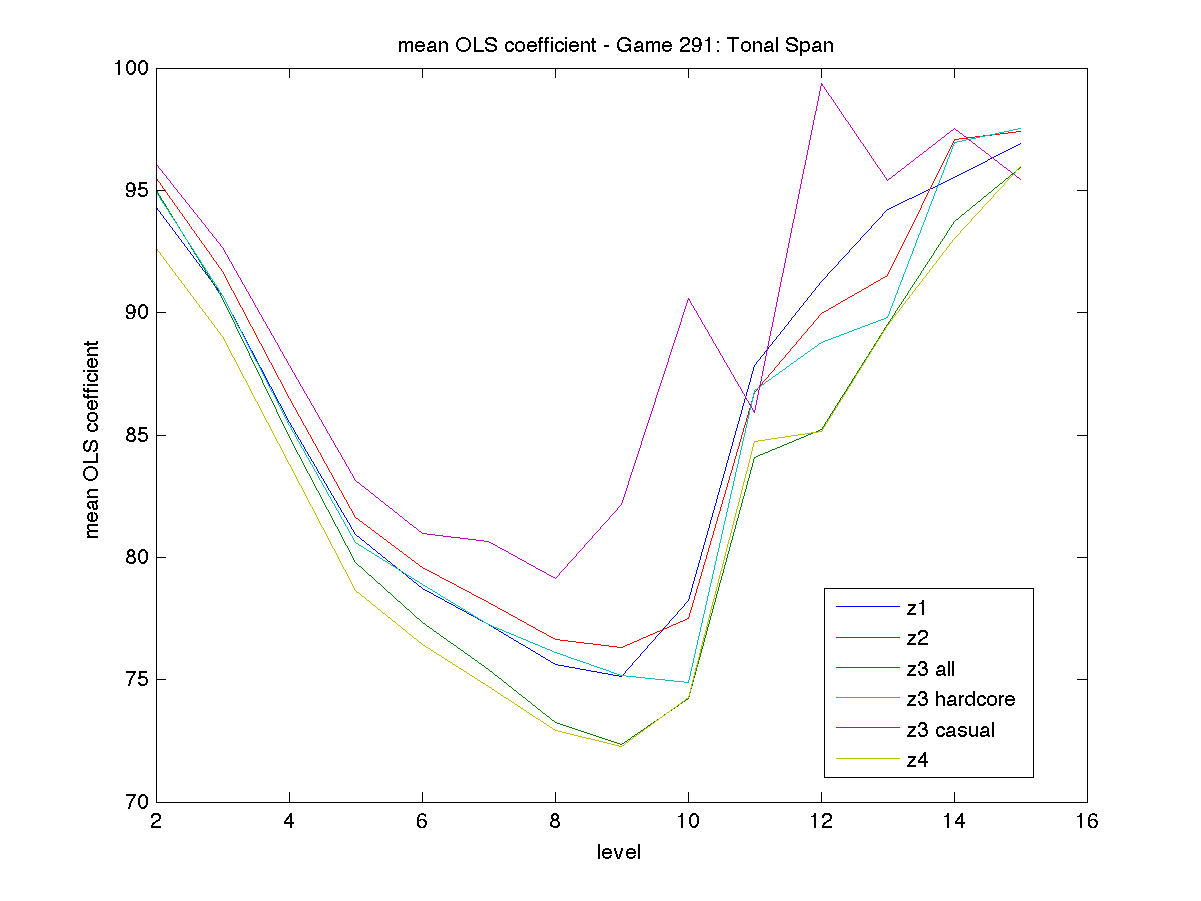 mean OLS coefficient - Game 291: Tonal Span
100
95
90
85
80
75
70
mean OLS coefficient
2 4 6 8 10 12 14 16
level
z1
z2
z3 all
z3 hardcore
z3 casual
z4